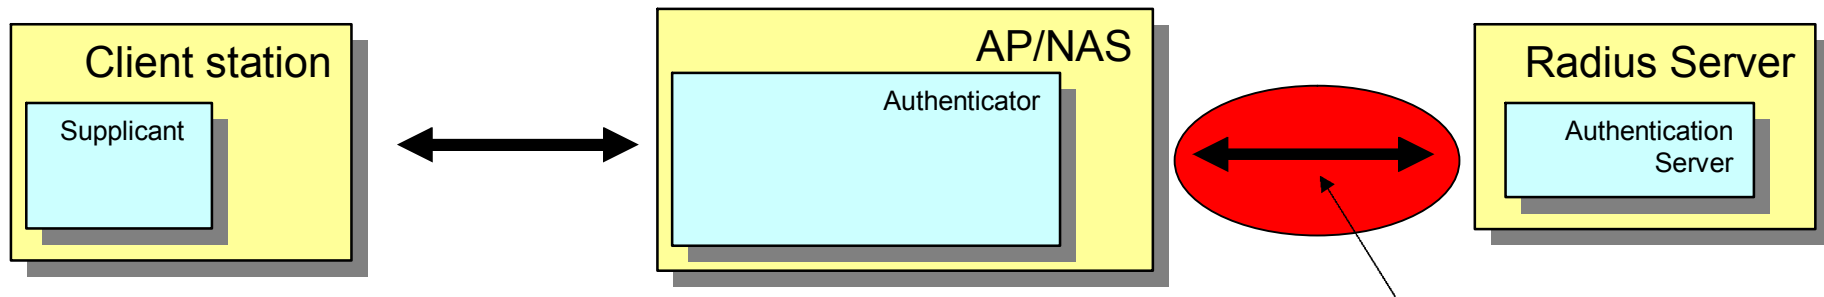 Client station
Supplicant
AP/NAS
Authenticator
Radius Server
Authentication
Server